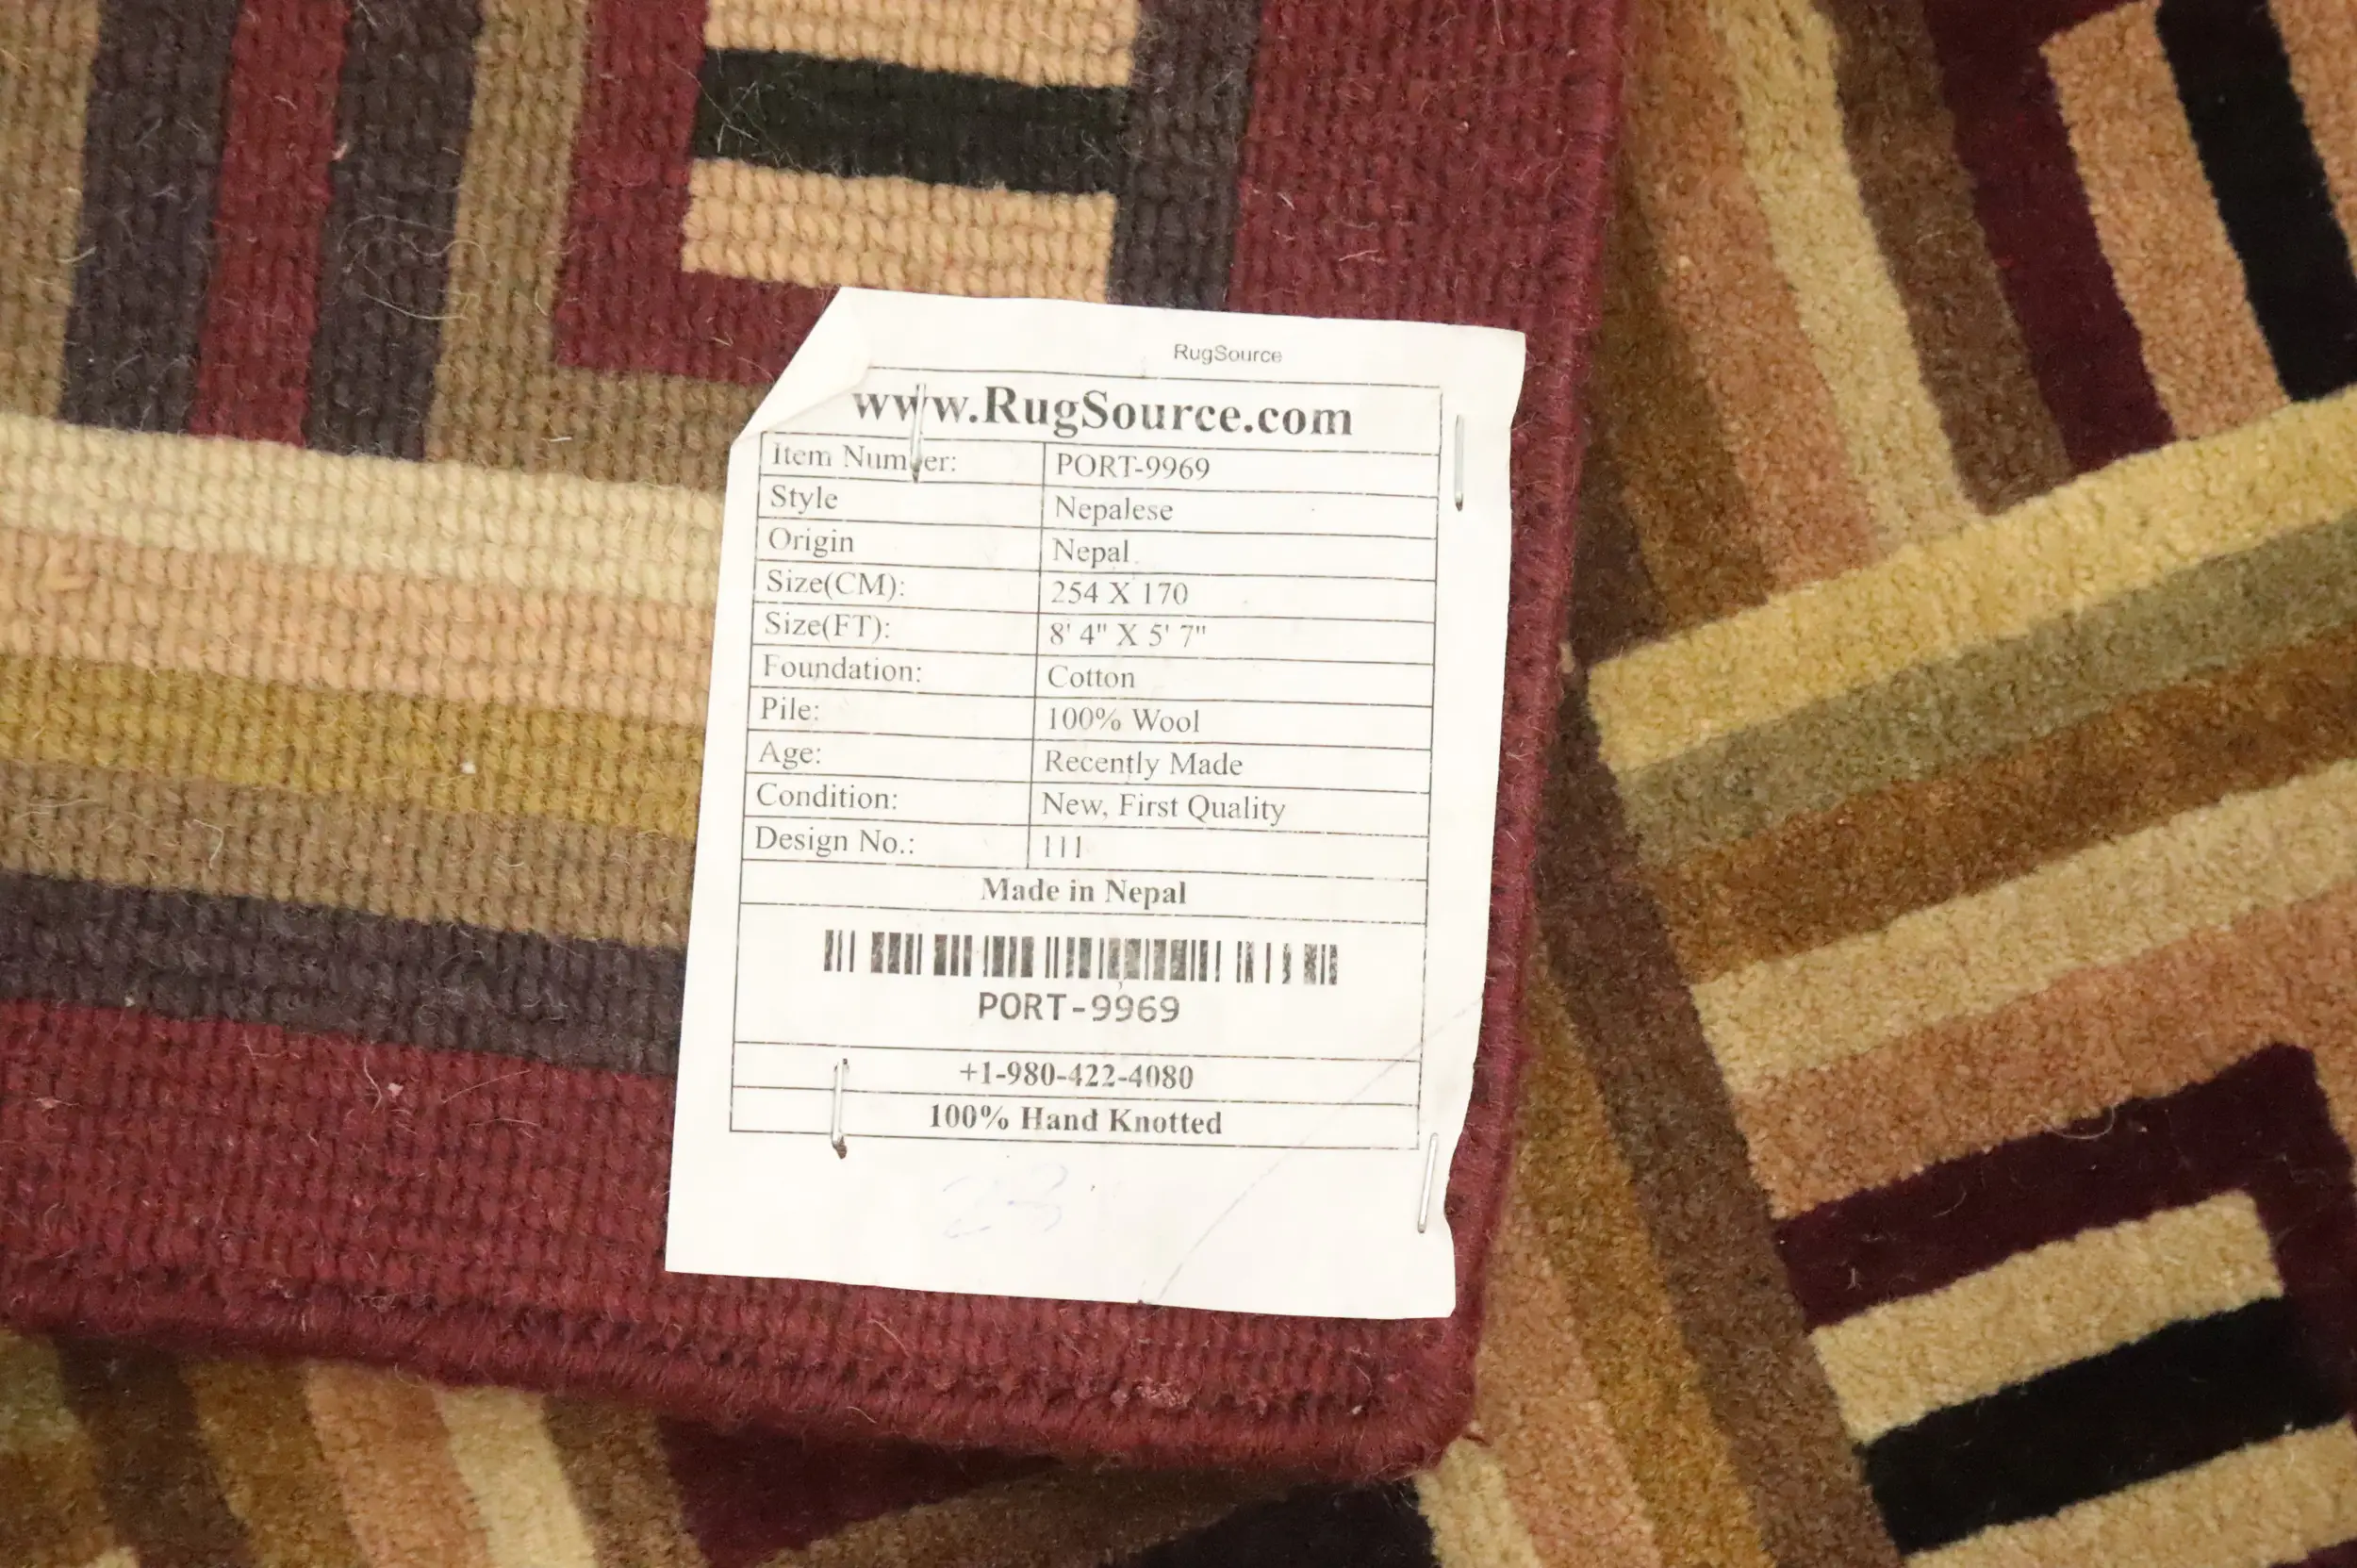 RugSource
www.RugSource.com
Item Number: PORT-9969
Style Nepalese
Origin Nepal
Size(CM): 254 X 170
Size(FT): 8' 4" X 5' 7"
Foundation: Cotton
Pile: 100% Wool
Age: Recently Made
Condition: New, First Quality
Design No.: 111
Made in Nepal
PORT-9969
+1-980-422-4080
100% Hand Knotted